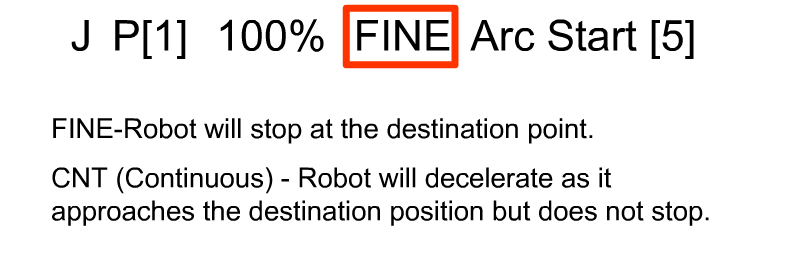 J P[1] 100% FINE Arc Start [5]
FINE-Robot will stop at the destination point.
CNT (Continuous) - Robot will decelerate as it
approaches the destination position but does not stop.